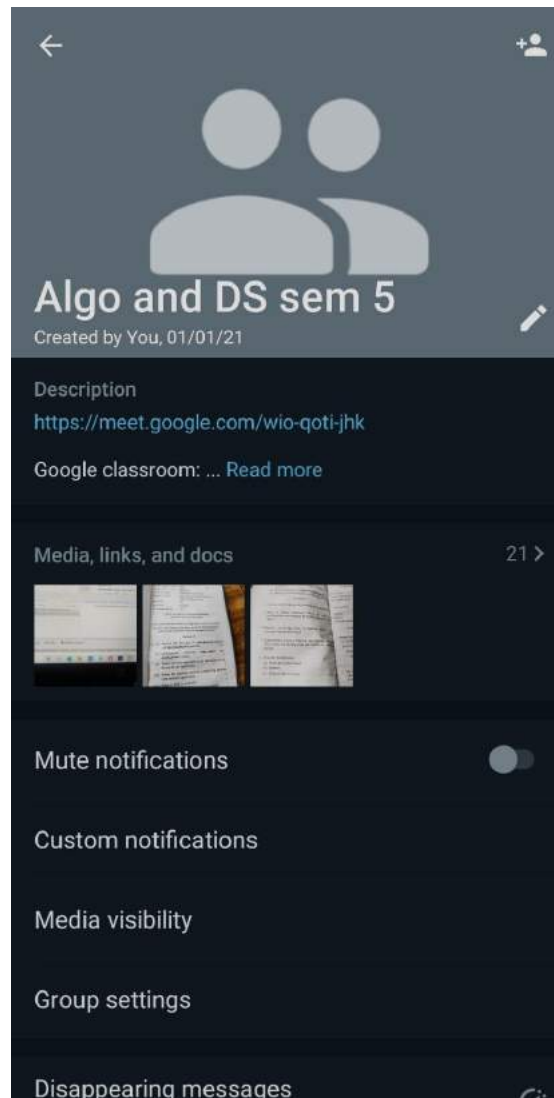 Algo and DS sem 5
Created by You, 01/01/21
Description
https://meet.google.com/wio-qoti-jhk
Google classroom: ... Read more
Media, links, and docs
21 >
Mute notifications
Custom notifications
Media visibility
Group settings
Disappearing messages